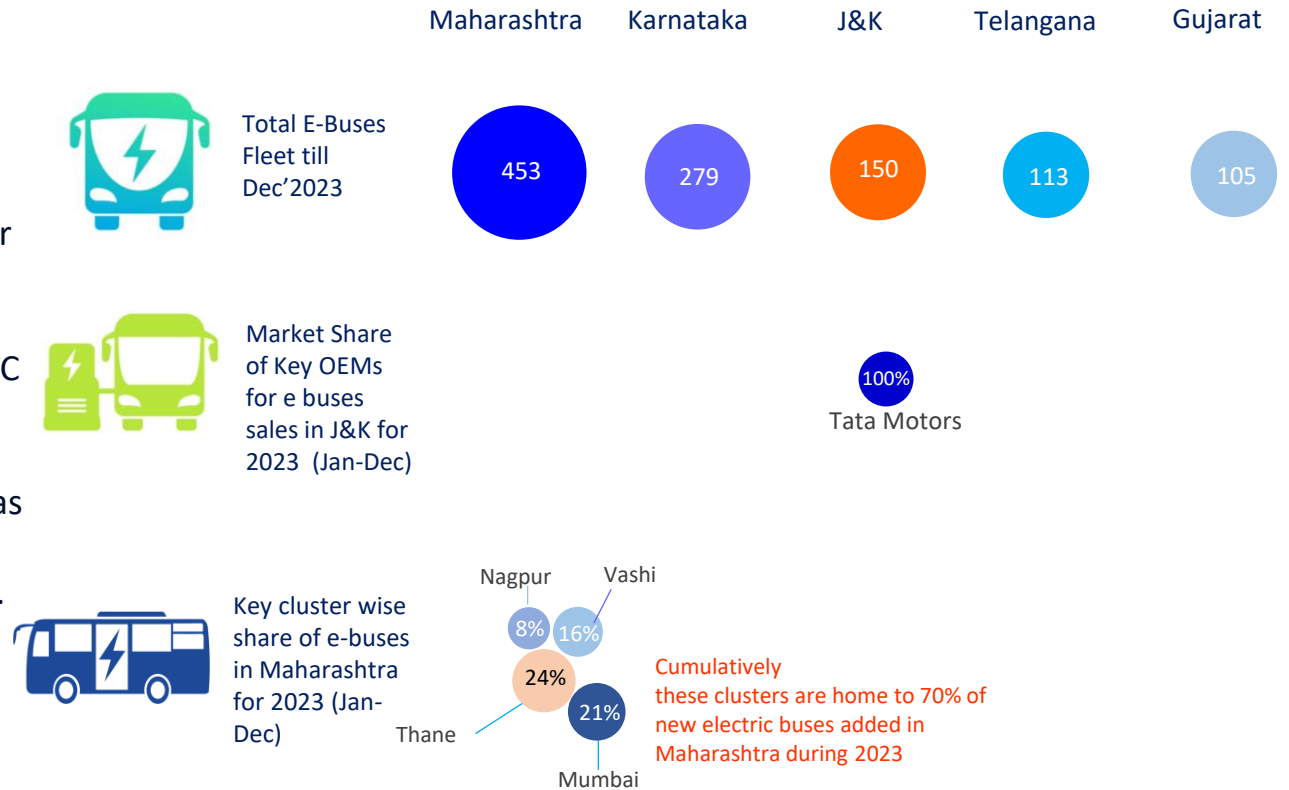 Maharashtra Karnataka J&K Telangana Gujarat
Total E-Buses
Fleet till
Dec’2023
453 279 150 113 105
r
Market Share
of Key OEMs
for e buses
sales in J&K for
2023 (Jan-Dec)
C
100%
Tata Motors
as
.
Key cluster wise
share of e-buses
in Maharashtra
for 2023 (Jan-
Dec)
Nagpur Vashi
8% 16%
24%
21%
Thane
Mumbai
Cumulatively
these clusters are home to 70% of
new electric buses added in
Maharashtra during 2023